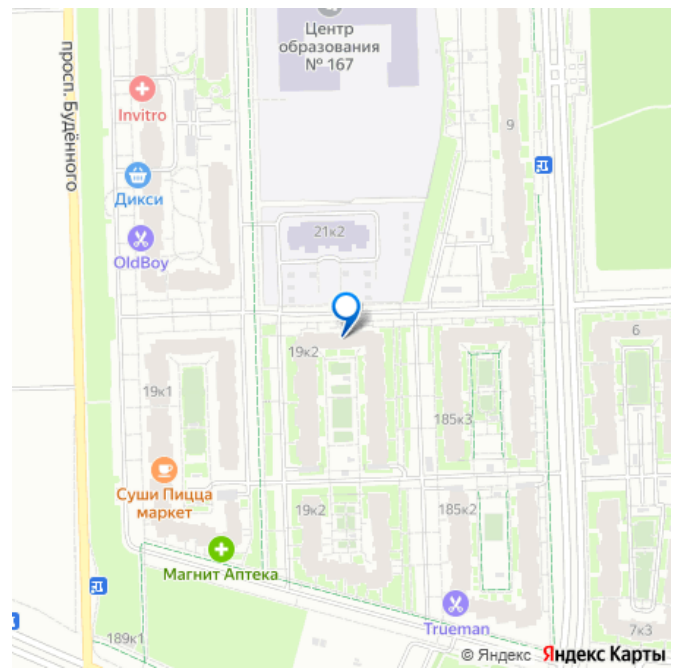 Центр
образования
№ 167
просп. Будённого
Invitro
9
Дикси
21к2
OldBoy
6
19к2
19к1
185к3
Суши Пицца
маркет
19к2
185к2
Магнит Аптека
Trueman
189к1
7к3
© Яндекс Яндекс Карты